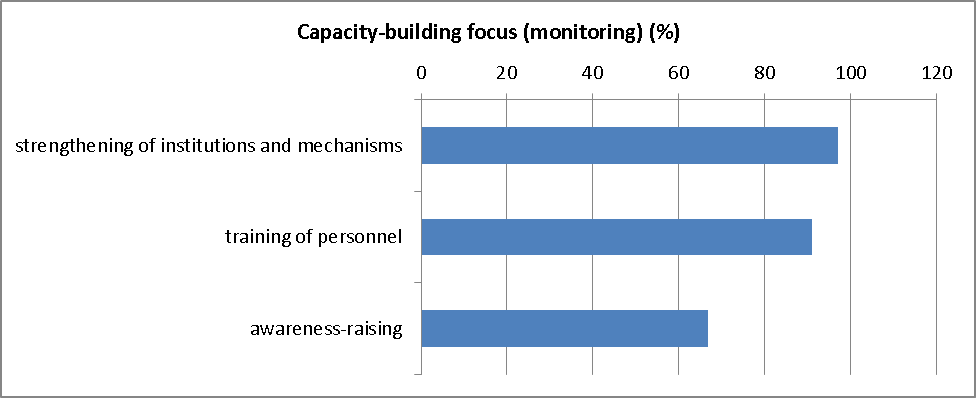 Capacity-building focus (monitoring) (%)
0 20 40 60 80 100 120
strengthening of institutions and mechanisms
training of personnel
awareness-raising